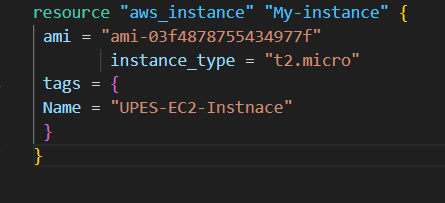 resource "aws_instance" "My-instance" {
ami = "ami-03f4878755434977f"
instance_type = "t2.micro"
tags = {
Name = "UPES-EC2-Instnace"
}
}